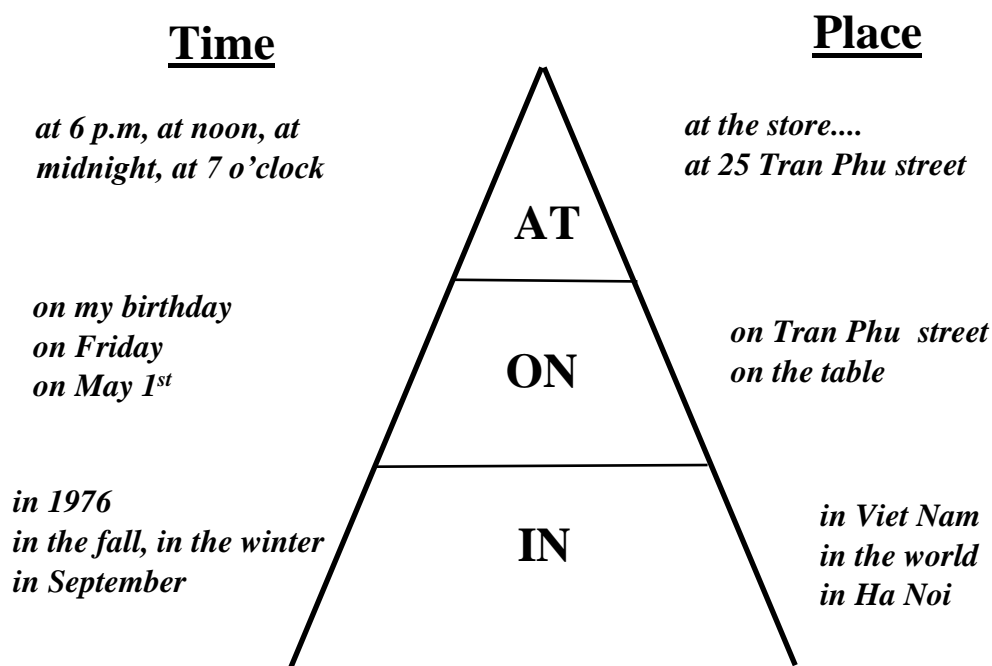 Time
Place
at 6 p.m, at noon, at
midnight, at 7 o’clock
at the store....
at 25 Tran Phu street
AT
on my birthday
on Friday
on May 1st
ON
on Tran Phu street
on the table
in 1976
in the fall, in the winter
in September
IN
in Viet Nam
in the world
in Ha Noi